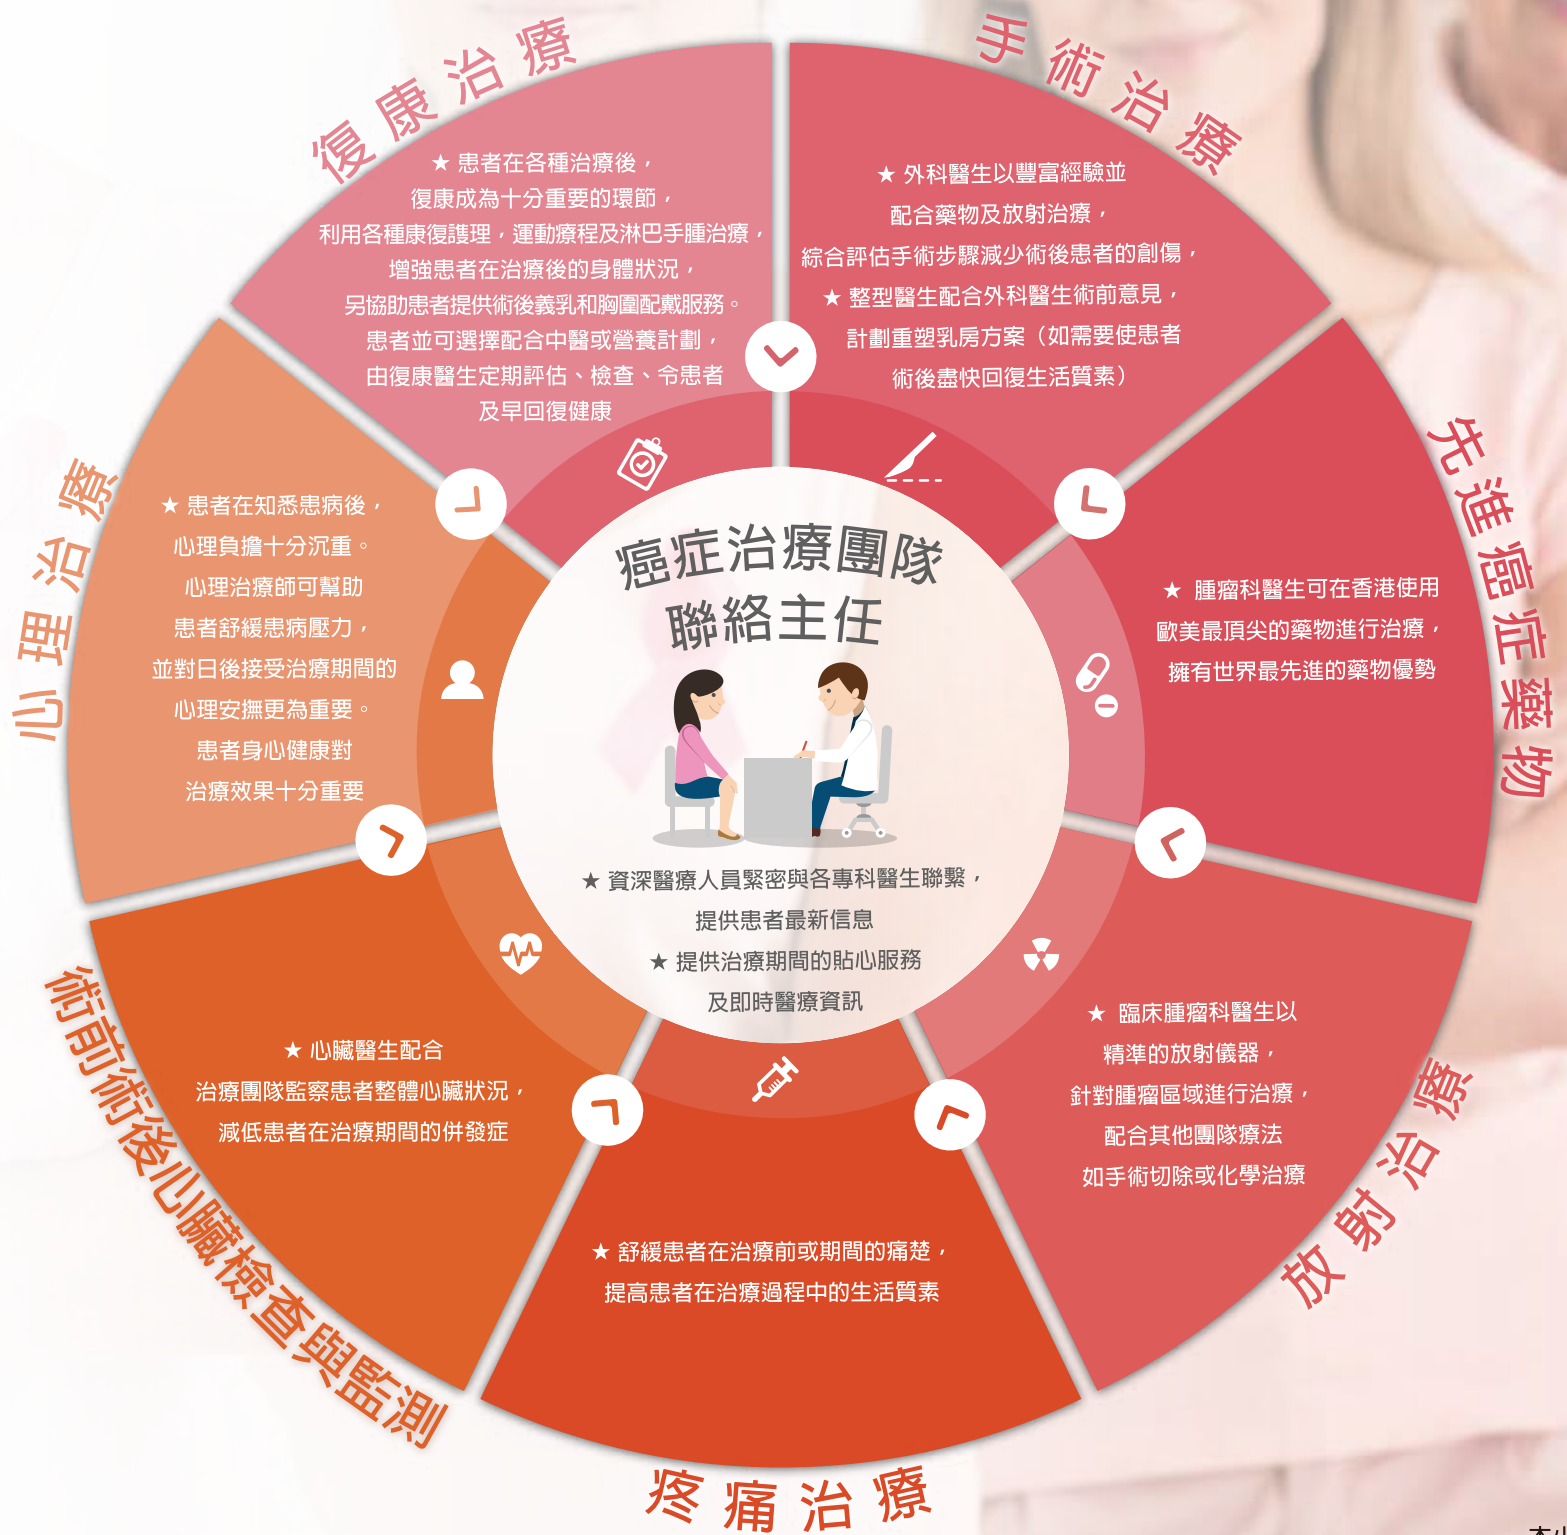 手術治療
★ 外科醫生以豐富經驗並
配合藥物及放射治療，
綜合評估手術步驟減少術後患者的創傷，
★ 整型醫生配合外科醫生術前意見，
計劃重塑乳房方案（如需要使患者
術後盡快回復生活質素）
先進癌症藥物
★ 腫瘤科醫生可在香港使用
歐美最頂尖的藥物進行治療，
擁有世界最先進的藥物優勢
放射治療
★ 臨床腫瘤科醫生以
精準的放射儀器，
針對腫瘤區域進行治療，
配合其他團隊療法
如手術切除或化學治療
疼痛治療
★ 舒緩患者在治療前或期間的痛楚，
提高患者在治療過程中的生活質素
術前術後心臟檢查與監測
★ 心臟醫生配合
治療團隊監察患者整體心臟狀況，
減低患者在治療期間的併發症
心理治療
★ 患者在知悉患病後，
心理負擔十分沉重。
心理治療師可幫助
患者舒緩患病壓力，
並對日後接受治療期間的
心理安撫更為重要。
患者身心健康對
治療效果十分重要
復康治療
★ 患者在各種治療後，
復康成為十分重要的環節，
利用各種康復護理，運動療程及淋巴手腫治療，
增強患者在治療後的身體狀況，
另協助患者提供術後義乳和胸圍配戴服務。
患者並可選擇配合中醫或營養計劃，
由復康醫生定期評估、檢查、令患者
及早回復健康
癌症治療團隊
聯絡主任
★ 資深醫療人員緊密與各專科醫生聯繫，
提供患者最新信息
★ 提供治療期間的貼心服務
及即時醫療資訊